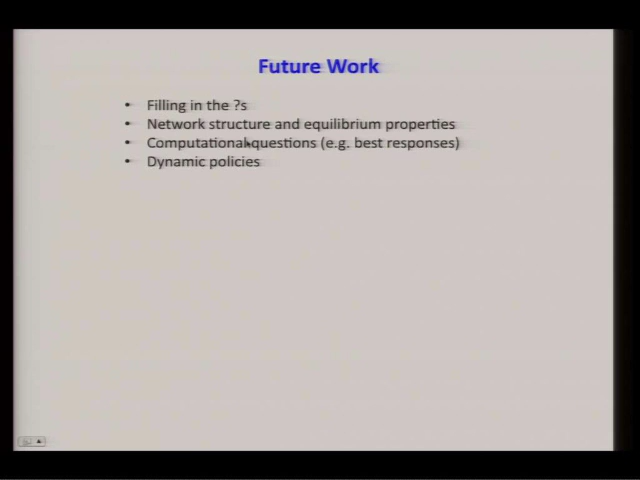 Future Work
• Filling in the ?s
• Network structure and equilibrium properties
• Computational questions (e.g. best responses)
• Dynamic policies